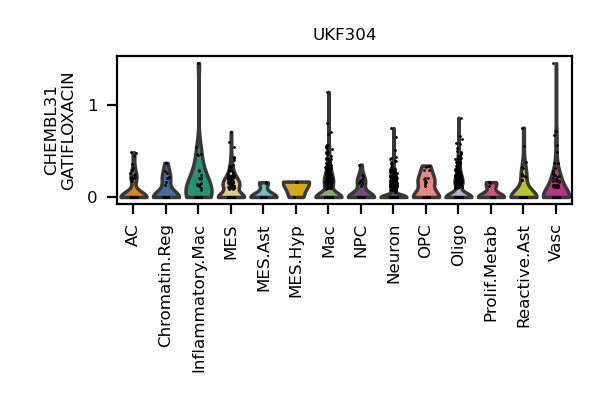 UKF304
CHEMBL31
GATIFLOXACIN
1
0
AC
Chromatin.Reg
Inflammatory.Mac
MES
MES.Ast
MES.Hyp
Mac
NPC
Neuron
OPC
Oligo
Prolif.Metab
Reactive.Ast
Vasc